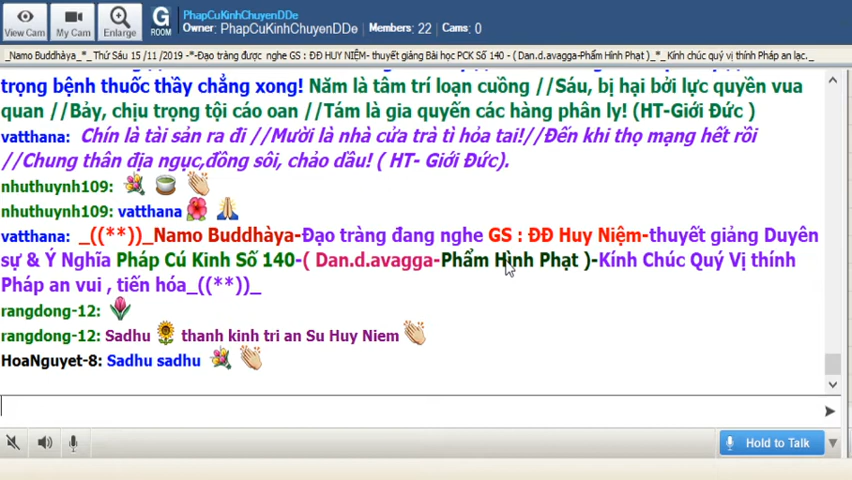 View Cam
My Cam
Enlarge
G
ROOM
PhapCuKinhChuyenDDe
Owner: PhapCuKinhChuyenDDe Members: 22 Cams: 0
_Namo Buddhàya_*_ Thứ Sáu 15 /11 /2019 -*-Đạo tràng được nghe GS : ĐĐ HUY NIỆM- thuyết giảng Bài học PCK Số 140 - ( Dan.d.avagga-Phẩm Hình Phạt )_*_Kính chúc quý vị thính Pháp an lạc._
trọng bệnh thuốc thầy chẳng xong! Năm là tâm trí loạn cuồng //Sáu, bị hại bởi lực quyền vua
quan //Bảy, chịu trọng tội cáo oan //Tám là gia quyến các hàng phân ly! (HT-Giới Đức )
vatthana: Chín là tài sản ra đi //Mười là nhà cửa trà tì hỏa tai!//Đến khi thọ mạng hết rồi
//Chung thân địa ngục,đồng sôi, chảo dầu! ( HT- Giới Đức).
nhuthuynh109:
nhuthuynh109: vatthana
vatthana: _((**))_Namo Buddhàya-Đạo tràng đang nghe GS : ĐĐ Huy Niệm-thuyết giảng Duyên
sự & Ý Nghĩa Pháp Cú Kinh Số 140-( Dan.d.avagga-Phẩm Hình Phạt )-Kính Chúc Quý Vị thính
Pháp an vui , tiến hóa_((**))_
rangdong-12:
rangdong-12: Sadhu thanh kinh tri an Su Huy Niem
HoaNguyet-8: Sadhu sadhu
Hold to Talk